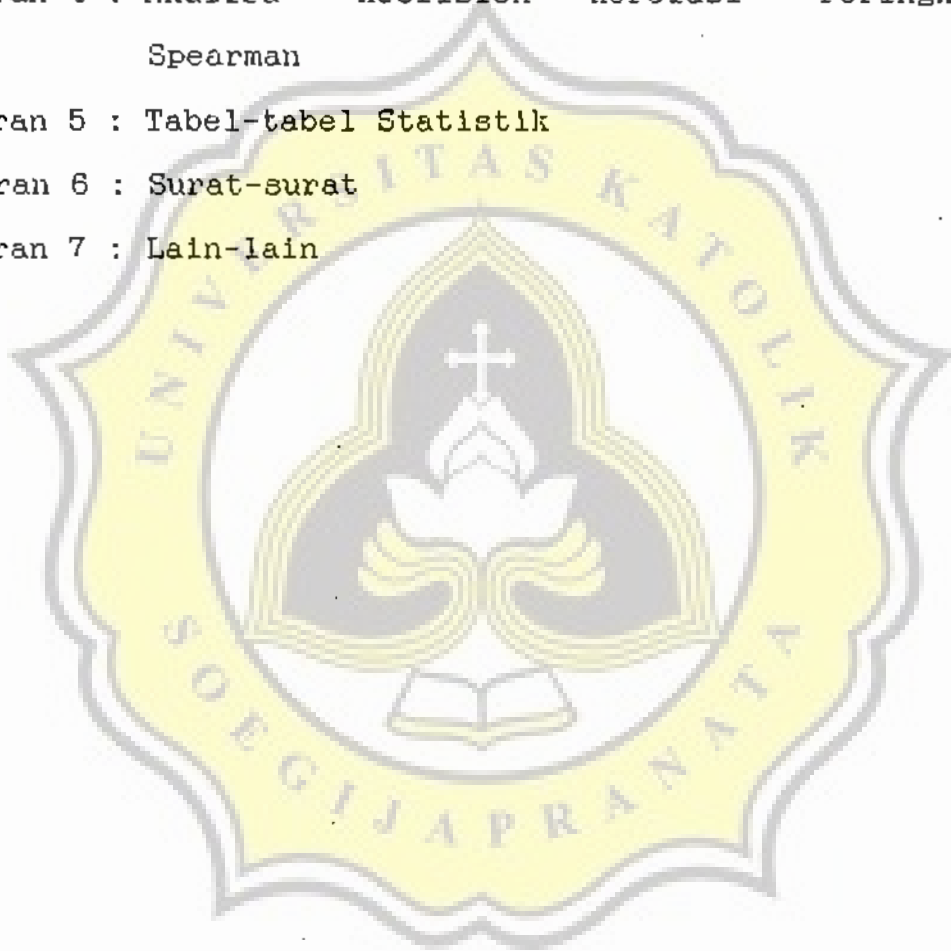 Spearman
ran 5 : Tabel-tabel Statistik
ran 6 : Surat-surat
ran 7 : Lain-lain
UNIVERSITAS KATOLIK
SOEGIJAPRANATA